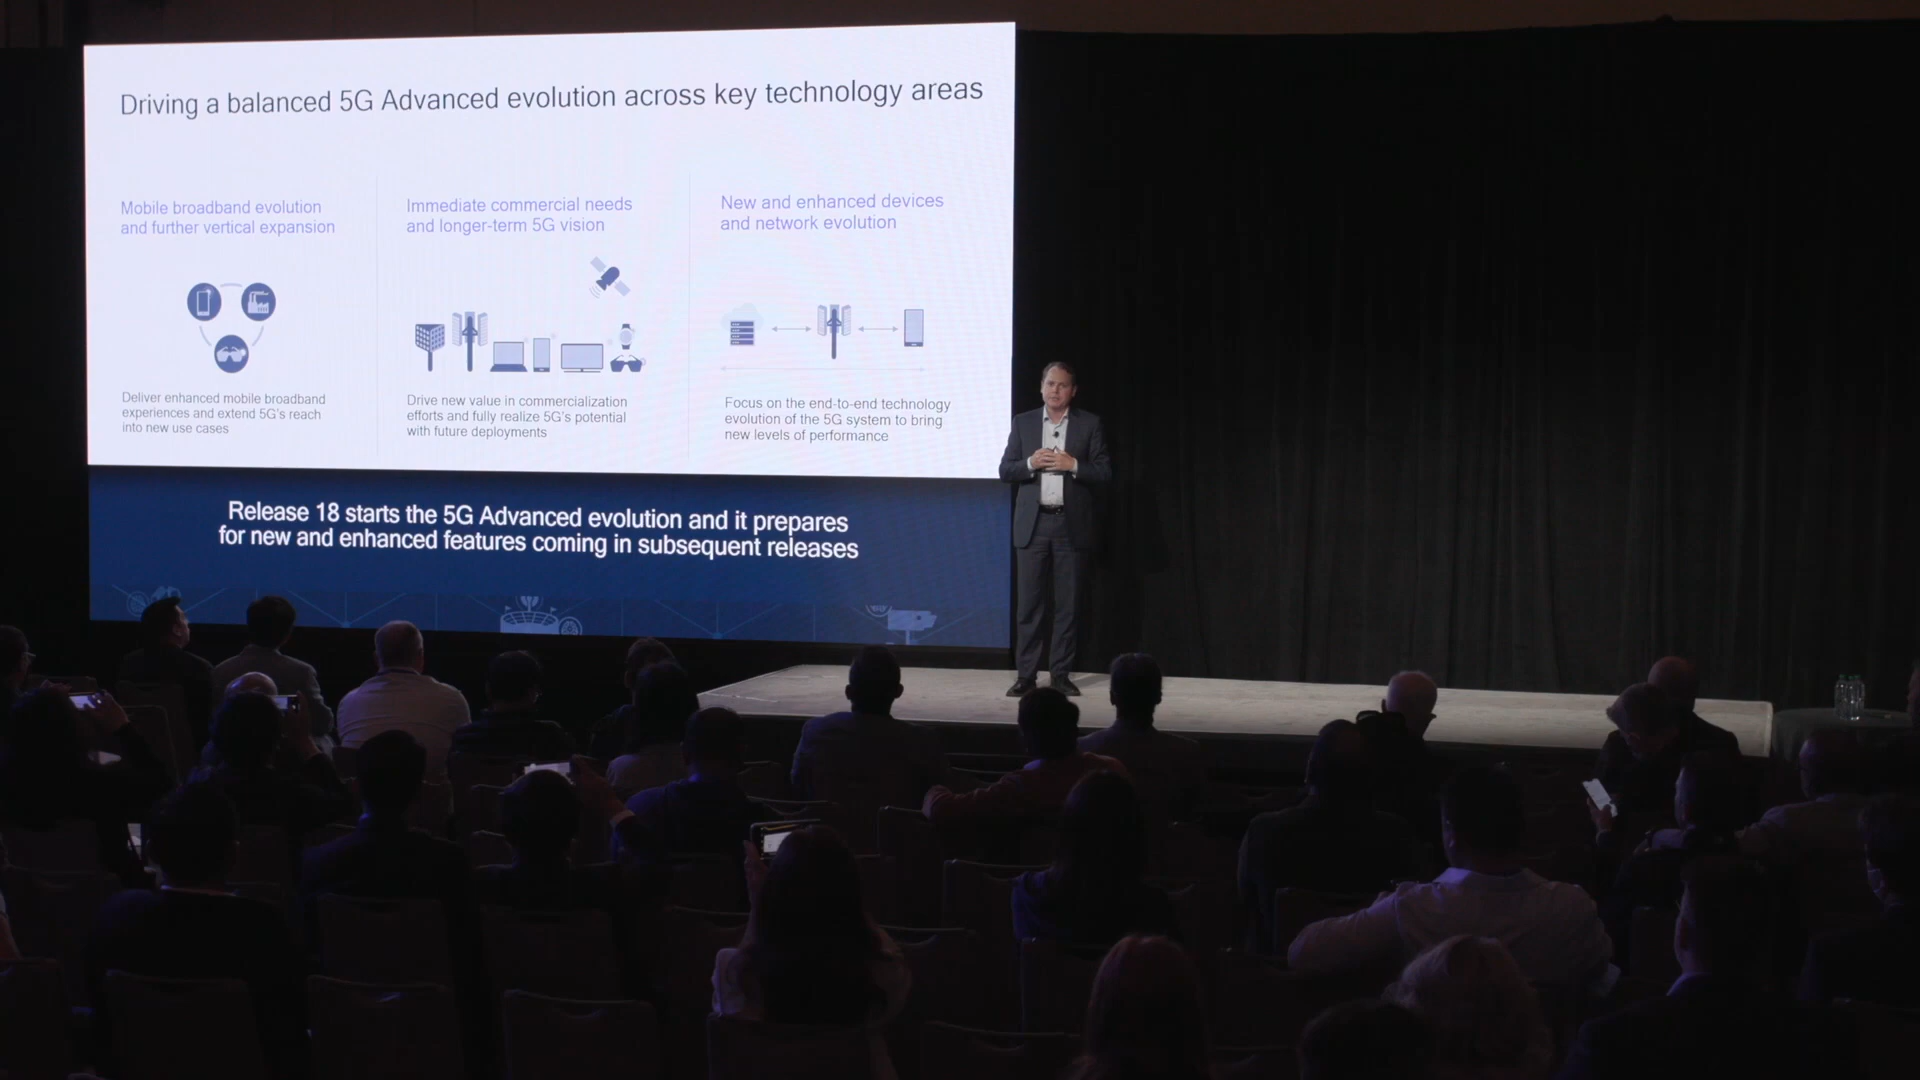 Driving a balanced 5G Advanced evolution across key technology areas
Mobile broadband evolution
and further vertical expansion
Deliver enhanced mobile broadband
experiences and extend 5G's reach
into new use cases
Immediate commercial needs
and longer-term 5G vision
Drive new value in commercialization
efforts and fully realize 5G's potential
with future deployments
New and enhanced devices
and network evolution
Focus on the end-to-end technology
evolution of the 5G system to bring
new levels of performance
Release 18 starts the 5G Advanced evolution and it prepares
for new and enhanced features coming in subsequent releases